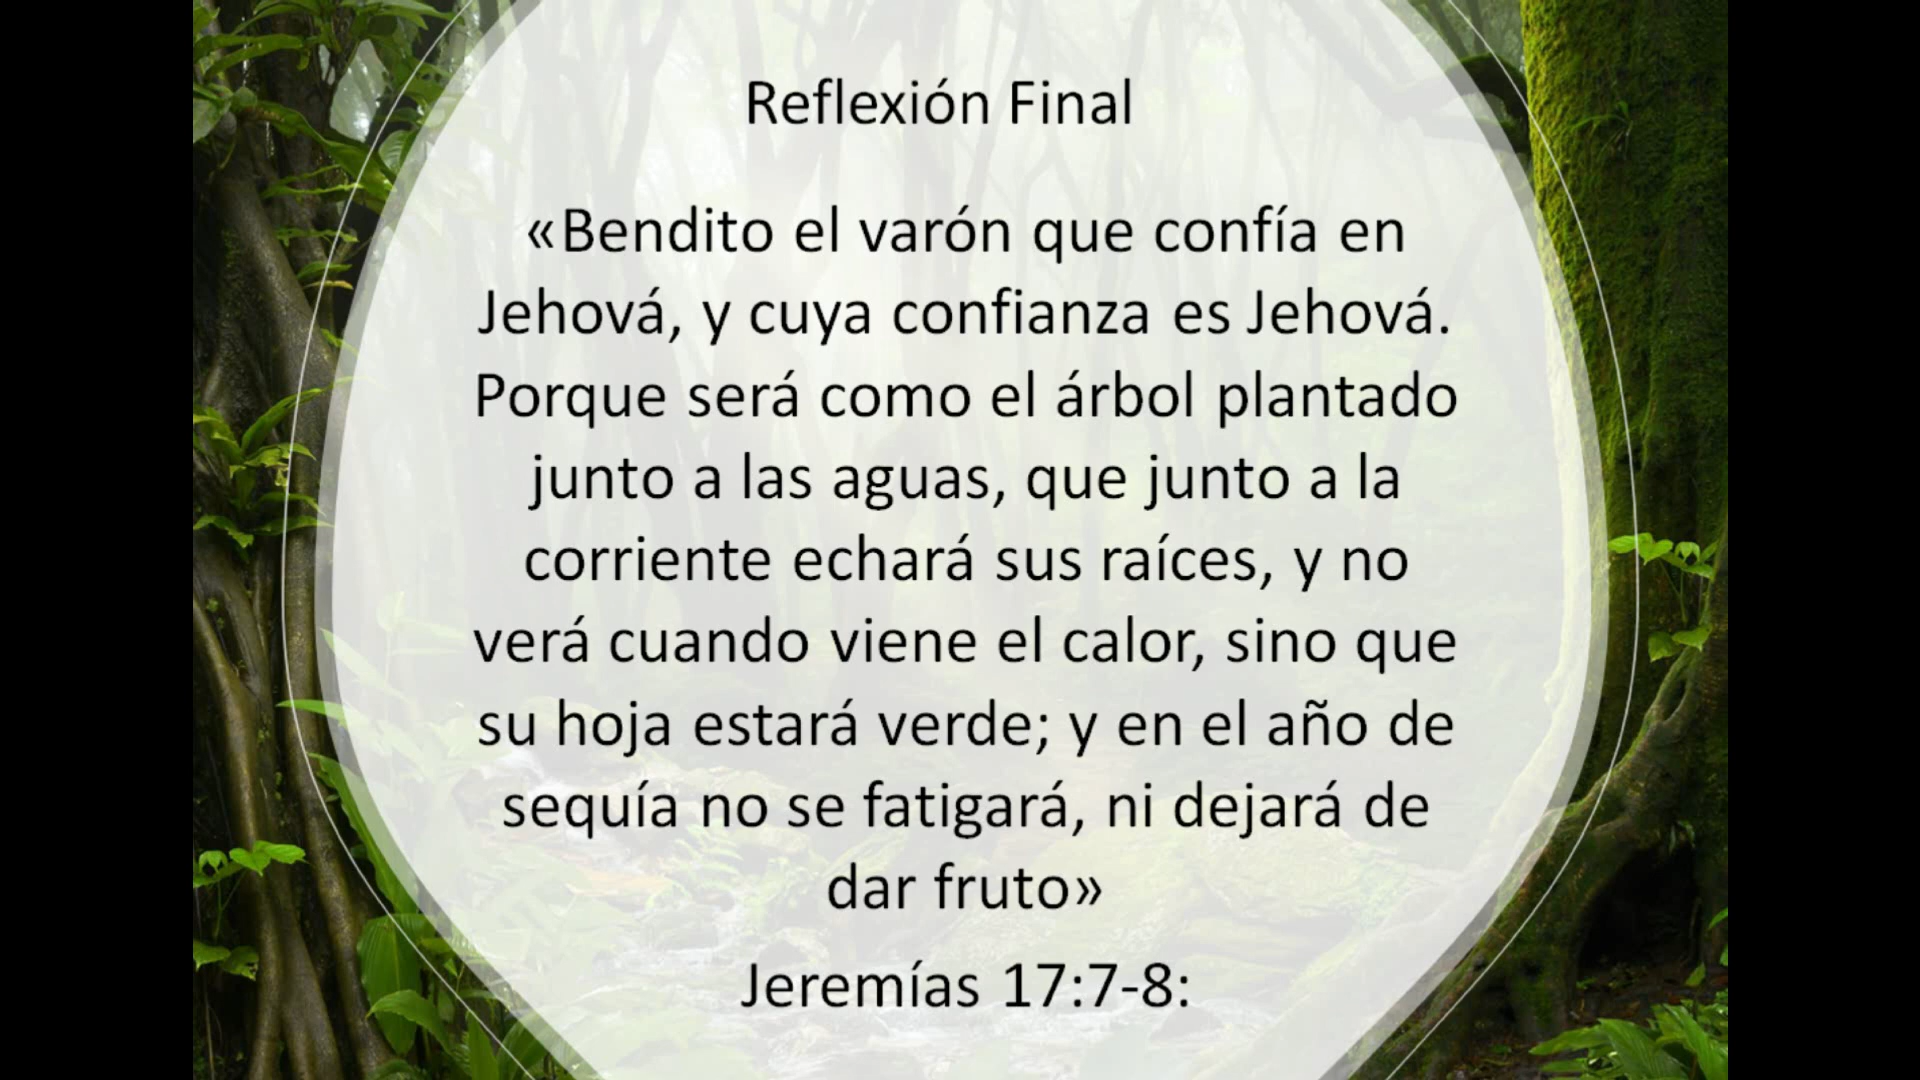 Reflexión Final
«Bendito el varón que confía en
Jehová, y cuya confianza es Jehová.
Porque será como el árbol plantado
junto a las aguas, que junto a la
corriente echará sus raíces, y no
verá cuando viene el calor, sino que
su hoja estará verde; y en el año de
sequía no se fatigará, ni dejará de
dar fruto»
Jeremías 17:7-8: